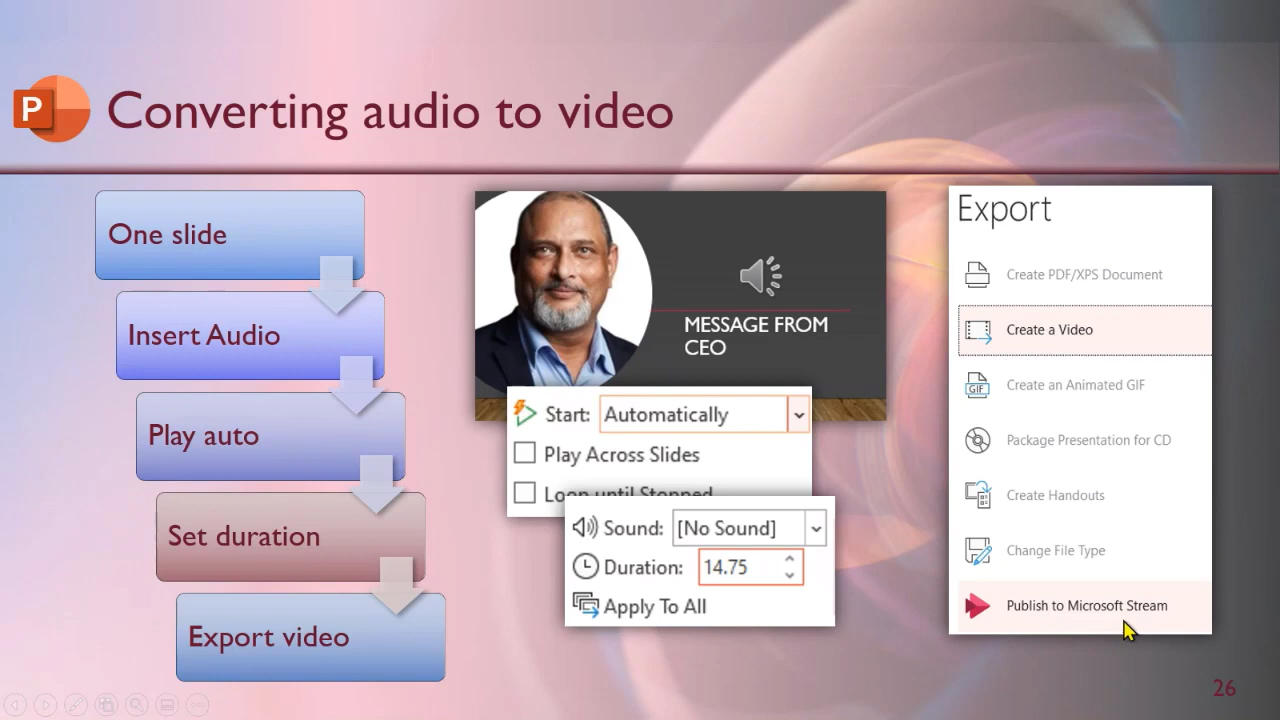 P
Converting audio to video
One slide
Insert Audio
Play auto
Set duration
Export video
MESSAGE FROM
CEO
Start: Automatically
Play Across Slides
Loop until Stopped
Sound: [No Sound]
Duration: 14.75
Apply To All
Export
Create PDF/XPS Document
Create a Video
GIF
Create an Animated GIF
Package Presentation for CD
Create Handouts
Change File Type
Publish to Microsoft Stream
26